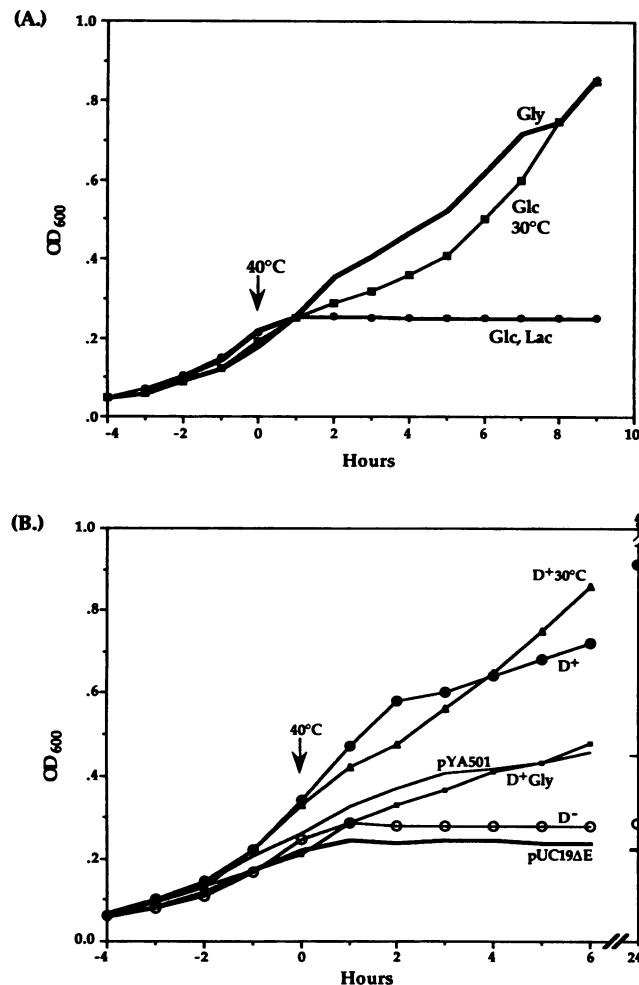 (A.)
1.0
.8
.6
.4
.2
.0
OD600
Gly
Glc
30°C
40°C
Glc, Lac
-4 -2 0 2 4 6 8 10
Hours
(B.)
1.0
.8
.6
.4
.2
0.0
OD600
D+30°C
D+
40°C
pYA501
D+Gly
D-
pUC19ΔE
-4 -2 0 2 4 6 24
Hours